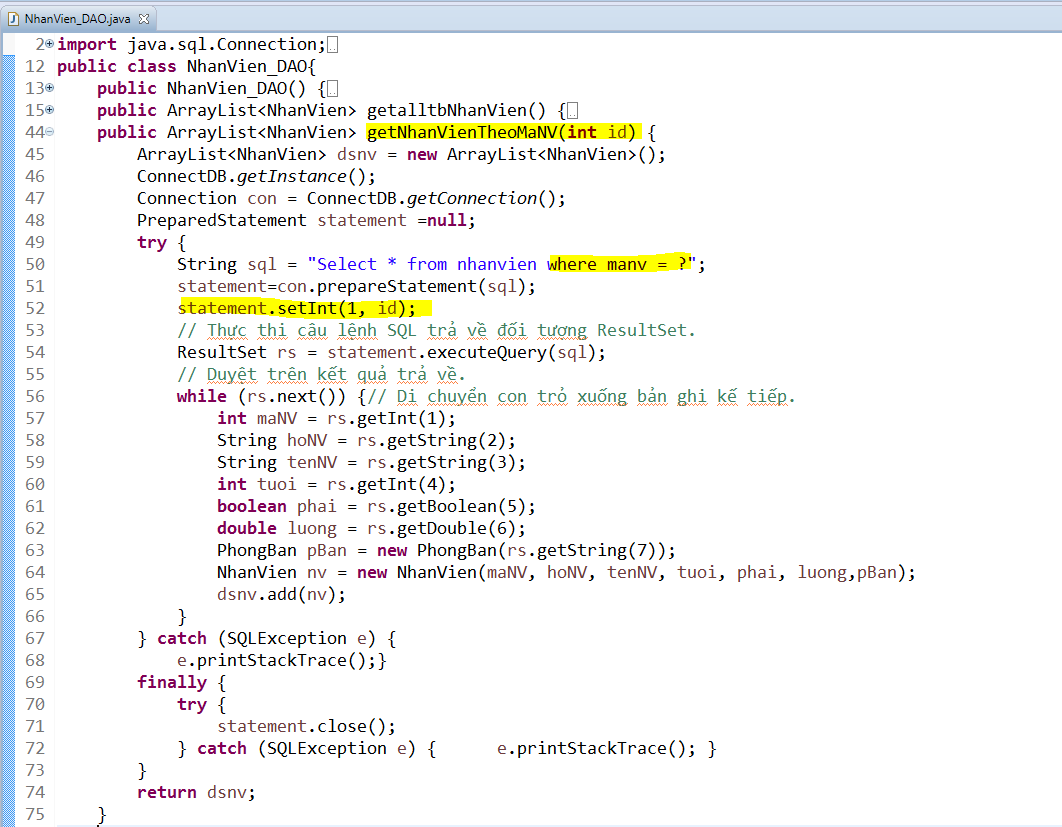 NhanVien_DAO.java
2 import java.sql.Connection;
12 public class NhanVien_DAO{
13 public NhanVien_DAO() {
15 public ArrayList<NhanVien> getalltbNhanVien() {
44 public ArrayList<NhanVien> getNhanVienTheoMaNV(int id) {
45 ArrayList<NhanVien> dsnv = new ArrayList<NhanVien>();
46 ConnectDB.getInstance();
47 Connection con = ConnectDB.getConnection();
48 PreparedStatement statement =null;
49 try {
50 String sql = "Select * from nhanvien where manv = ?";
51 statement=con.prepareStatement(sql);
52 statement.setInt(1, id);
53 // Thực thi câu lệnh SQL trả về đối tượng ResultSet.
54 ResultSet rs = statement.executeQuery(sql);
55 // Duyệt trên kết quả trả về.
56 while (rs.next()) {// Di chuyển con trỏ xuống bản ghi kế tiếp.
57 int maNV = rs.getInt(1);
58 String hoNV = rs.getString(2);
59 String tenNV = rs.getString(3);
60 int tuoi = rs.getInt(4);
61 boolean phai = rs.getBoolean(5);
62 double luong = rs.getDouble(6);
63 PhongBan pBan = new PhongBan(rs.getString(7));
64 NhanVien nv = new NhanVien(maNV, hoNV, tenNV, tuoi, phai, luong,pBan);
65 dsnv.add(nv);
66 }
67 } catch (SQLException e) {
68 e.printStackTrace();}
69 finally {
70 try {
71 statement.close();
72 } catch (SQLException e) { e.printStackTrace(); }
73 }
74 return dsnv;
75 }